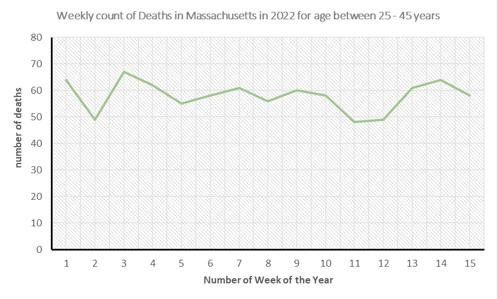 Weekly count of Deaths in Massachusetts in 2022 for age between 25 - 45 years
80
70
60
50
40
30
20
10
0
number of deaths
1 2 3 4 5 6 7 8 9 10 11 12 13 14 15
Number of Week of the Year